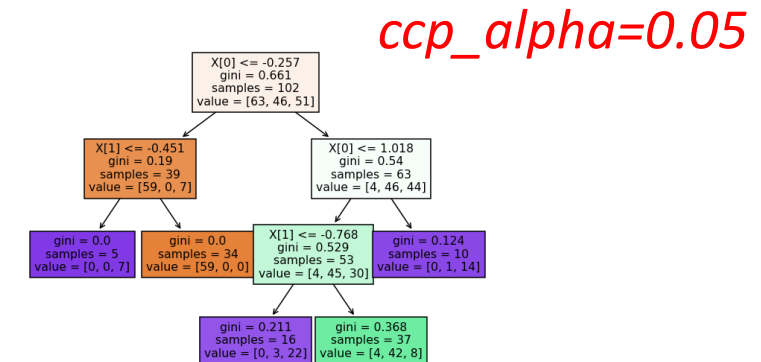 ccp_alpha=0.05
X[0] <= -0.257
gini = 0.661
samples = 102
value = [63, 46, 51]
X[1] <= -0.451
gini = 0.19
samples = 39
value = [59, 0, 7]
X[0] <= 1.018
gini = 0.54
samples = 63
value = [4, 46, 44]
gini = 0.0
samples = 5
value = [0, 0, 7]
gini = 0.0
samples = 34
value = [59, 0, 0]
X[1] <= -0.768
gini = 0.529
samples = 53
value = [4, 45, 30]
gini = 0.124
samples = 10
value = [0, 1, 14]
gini = 0.211
samples = 16
value = [0, 3, 22]
gini = 0.368
samples = 37
value = [4, 42, 8]